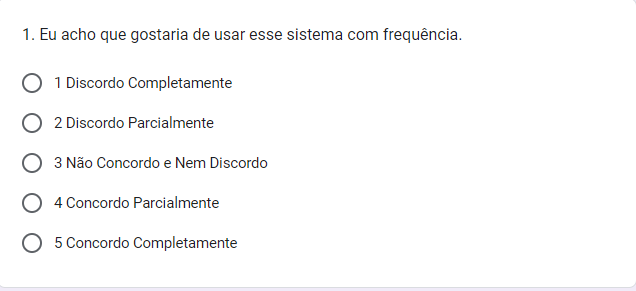 1. Eu acho que gostaria de usar esse sistema com frequência.
1 Discordo Completamente
2 Discordo Parcialmente
3 Não Concordo e Nem Discordo
4 Concordo Parcialmente
5 Concordo Completamente